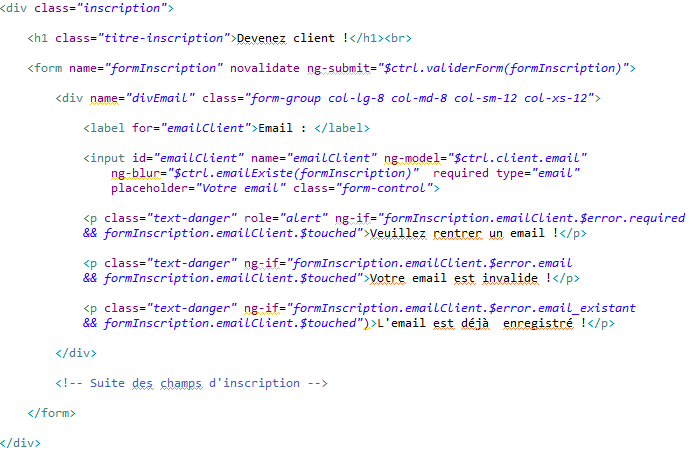 <div class="inscription">
<h1 class="titre-inscription">Devenez client !</h1><br>
<form name="formInscription" novalidate ng-submit="$ctrl.validerForm(formInscription)">
<div name="divEmail" class="form-group col-lg-8 col-md-8 col-sm-12 col-xs-12">
<label for="emailClient">Email : </label>
<input id="emailClient" name="emailClient" ng-model="$ctrl.client.email"
ng-blur="$ctrl.emailExiste(formInscription)"  required type="email"
placeholder="Votre email" class="form-control">
<p class="text-danger" role="alert" ng-if="formInscription.emailClient.$error.required
&& formInscription.emailClient.$touched">Veuillez rentrer un email !</p>
<p class="text-danger" ng-if="formInscription.emailClient.$error.email
&& formInscription.emailClient.$touched">Votre email est invalide !</p>
<p class="text-danger" ng-if="formInscription.emailClient.$error.email_existant
&& formInscription.emailClient.$touched")>L'email est déjà  enregistré !</p>
</div>
<!-- Suite des champs d'inscription -->
</form>
</div>